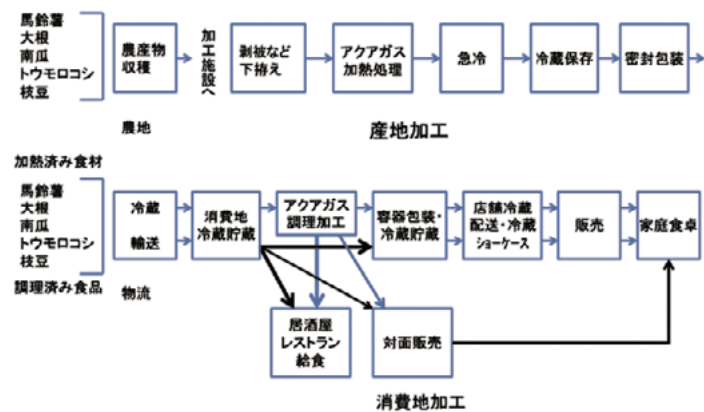 馬鈴薯
大根
南瓜
トウモロコシ
枝豆
農産物
収穫
加工施設へ
剥被など
下拵え
アクアガス
加熱処理
急冷
冷蔵保存
密封包装
農地
産地加工
加熱済み食材
馬鈴薯
大根
南瓜
トウモロコシ
枝豆
調理済み食品
冷蔵
輸送
物流
消費地
冷蔵貯蔵
アクアガス
調理加工
容器包装・
冷蔵貯蔵
店舗冷蔵
配送・冷蔵
ショーケース
販売
家庭食卓
居酒屋
レストラン
給食
対面販売
消費地加工